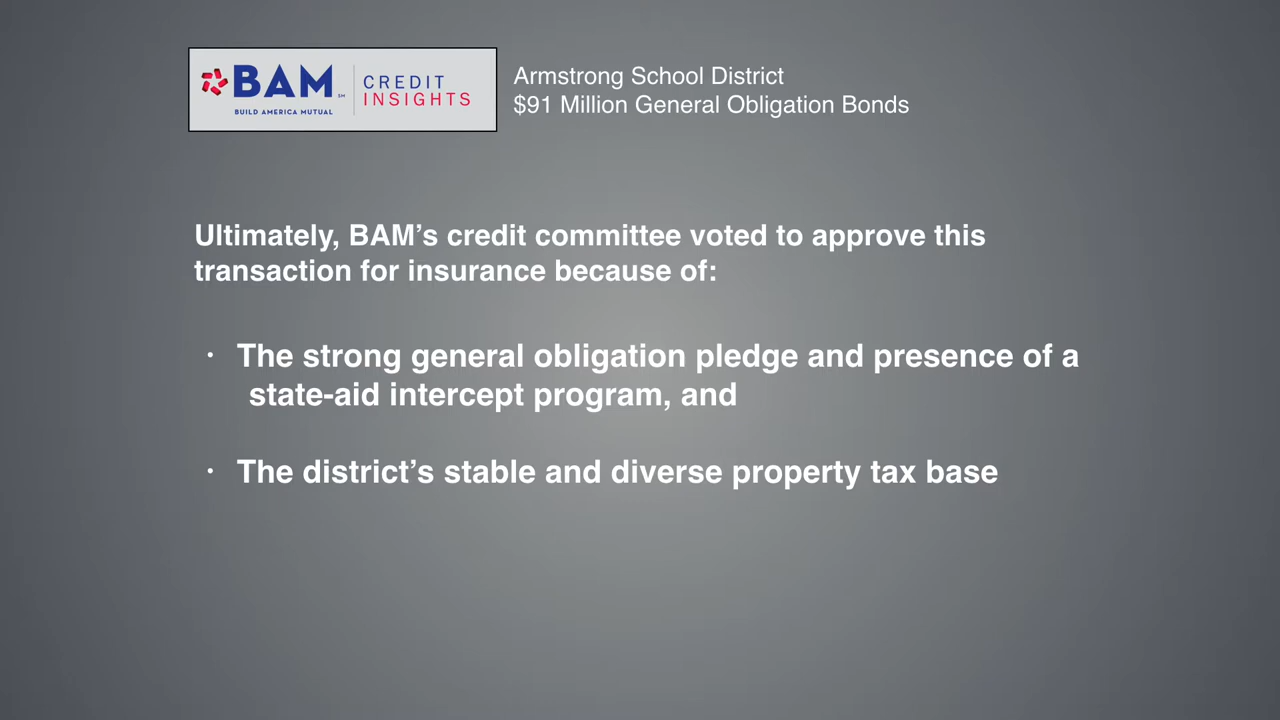 BAM SM
BUILD AMERICA MUTUAL
CREDIT
INSIGHTS
Armstrong School District
$91 Million General Obligation Bonds
Ultimately, BAM’s credit committee voted to approve this
transaction for insurance because of:
• The strong general obligation pledge and presence of a
state-aid intercept program, and
• The district’s stable and diverse property tax base